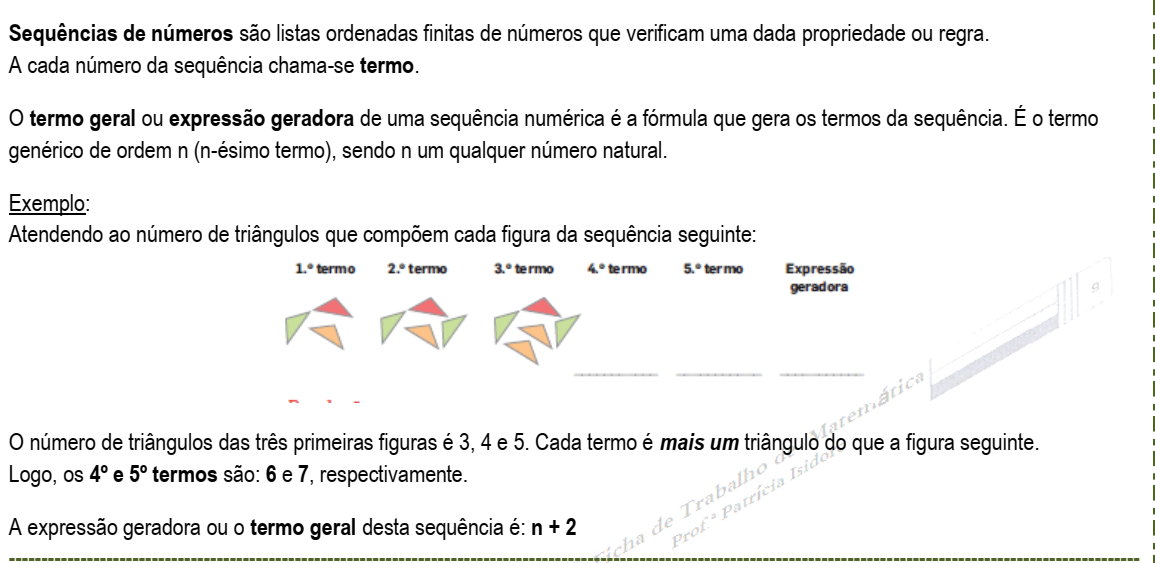 Sequências de números são listas ordenadas finitas de números que verificam uma dada propriedade ou regra.
A cada número da sequência chama-se termo.
O termo geral ou expressão geradora de uma sequência numérica é a fórmula que gera os termos da sequência. É o termo
genérico de ordem n (n-ésimo termo), sendo n um qualquer número natural.
Exemplo:
Atendendo ao número de triângulos que compõem cada figura da sequência seguinte:
1.º termo 2.º termo 3.º termo 4.º termo 5.º termo Expressão
geradora
O número de triângulos das três primeiras figuras é 3, 4 e 5. Cada termo é mais um triângulo do que a figura seguinte.
Logo, os 4º e 5º termos são: 6 e 7, respectivamente.
A expressão geradora ou o termo geral desta sequência é: n + 2
Ficha de Trabalho de Matemática
Prof.ª Patrícia Isidoro